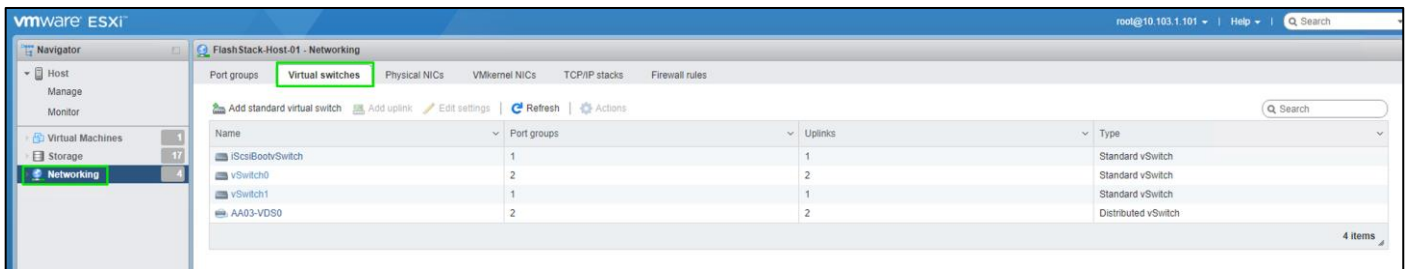 vmware ESXi™
root@10.103.1.101 | Help | Search
Navigator
FlashStack-Host-01 - Networking
Host
Manage
Monitor
Virtual Machines 1
Storage 17
Networking 4
Port groups Virtual switches Physical NICs VMkernel NICs TCP/IP stacks Firewall rules
Add standard virtual switch Add uplink Edit settings | Refresh | Actions
Search
Name Port groups Uplinks Type
iScsiBootvSwitch 1 1 Standard vSwitch
vSwitch0 2 2 Standard vSwitch
vSwitch1 1 1 Standard vSwitch
AA03-VDS0 2 2 Distributed vSwitch
4 items